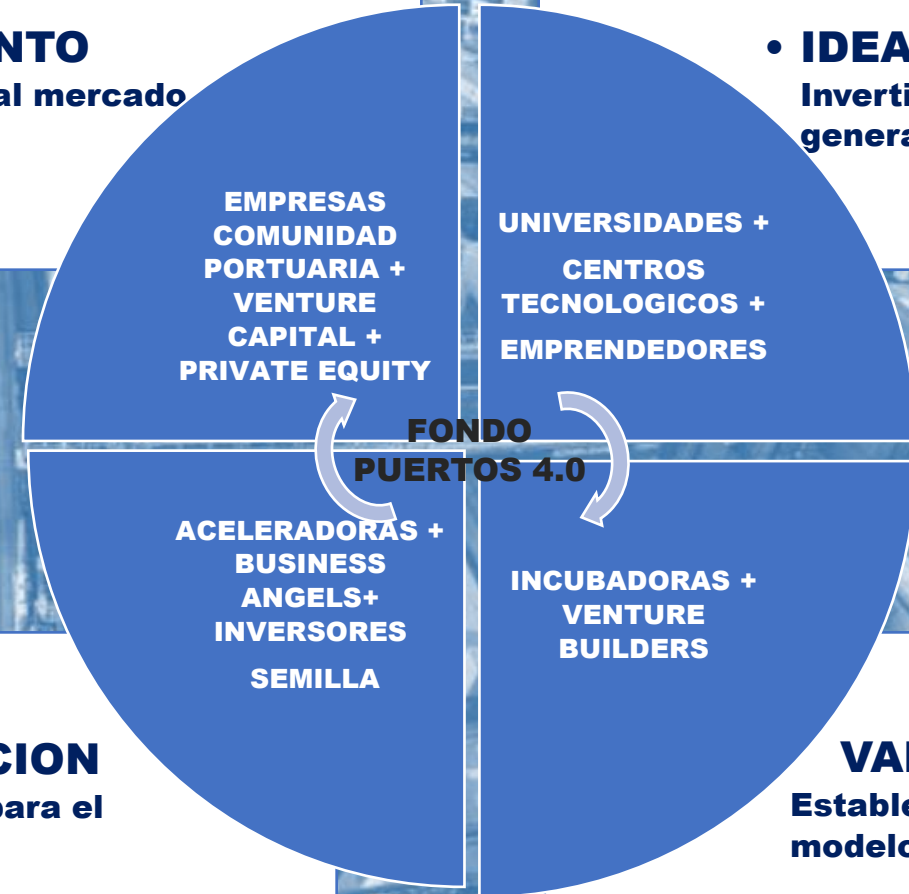 NTO
al mercado
• IDEA
Inverti
genera
EMPRESAS
COMUNIDAD
PORTUARIA +
VENTURE
CAPITAL +
PRIVATE EQUITY
UNIVERSIDADES +
CENTROS
TECNOLOGICOS +
EMPRENDEDORES
FONDO
PUERTOS 4.0
ACELERADORAS +
BUSINESS
ANGELS+
INVERSORES
SEMILLA
INCUBADORAS +
VENTURE
BUILDERS
CION
para el
VAI
Estable
modelo